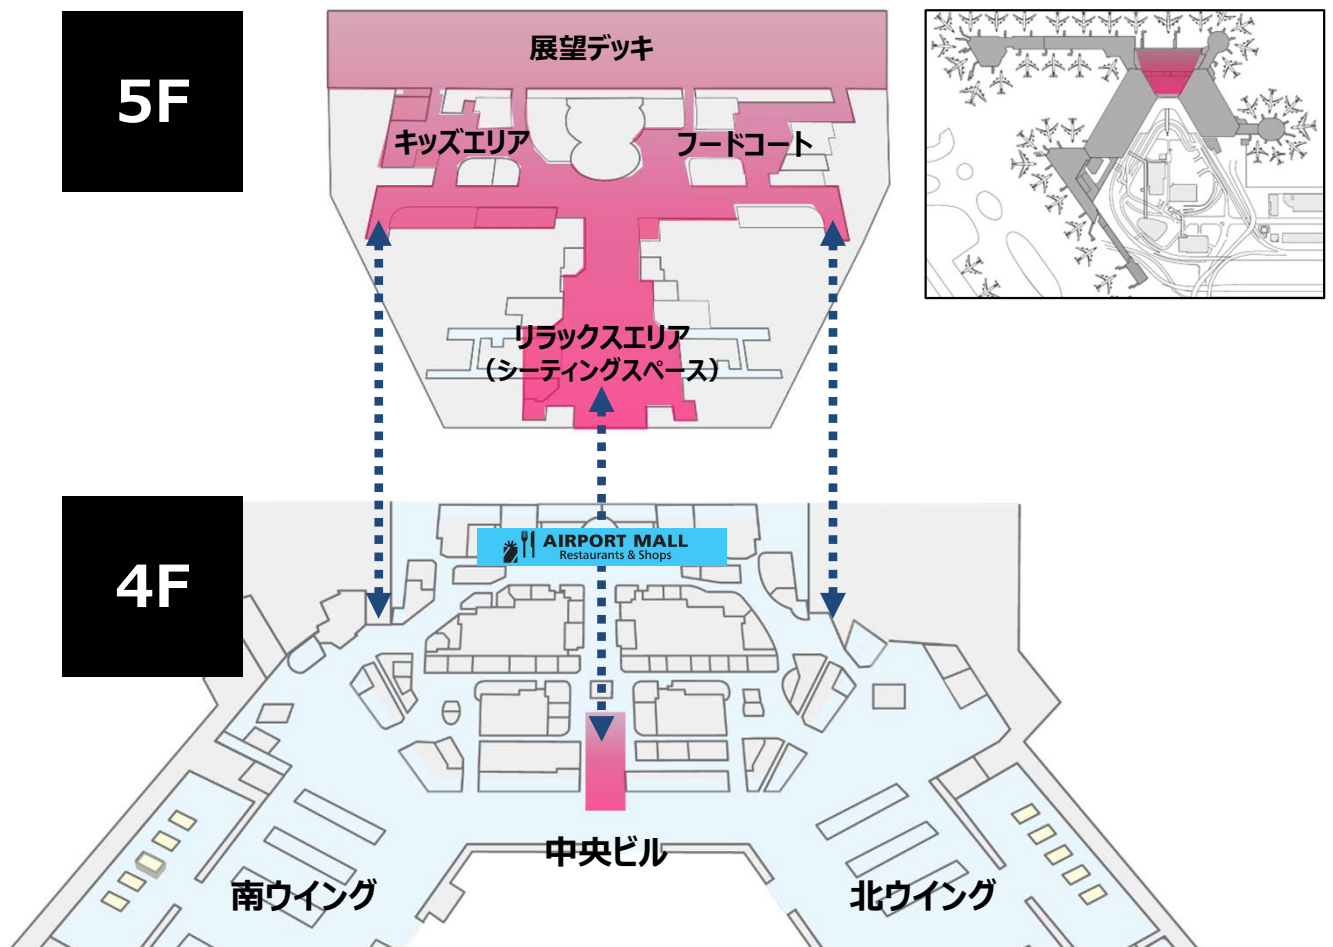 5F
展望デッキ
キッズエリア
フードコート
リラックスエリア
（シーティングスペース）
4F
AIRPORT MALL
Restaurants & Shops
中央ビル
南ウイング
北ウイング